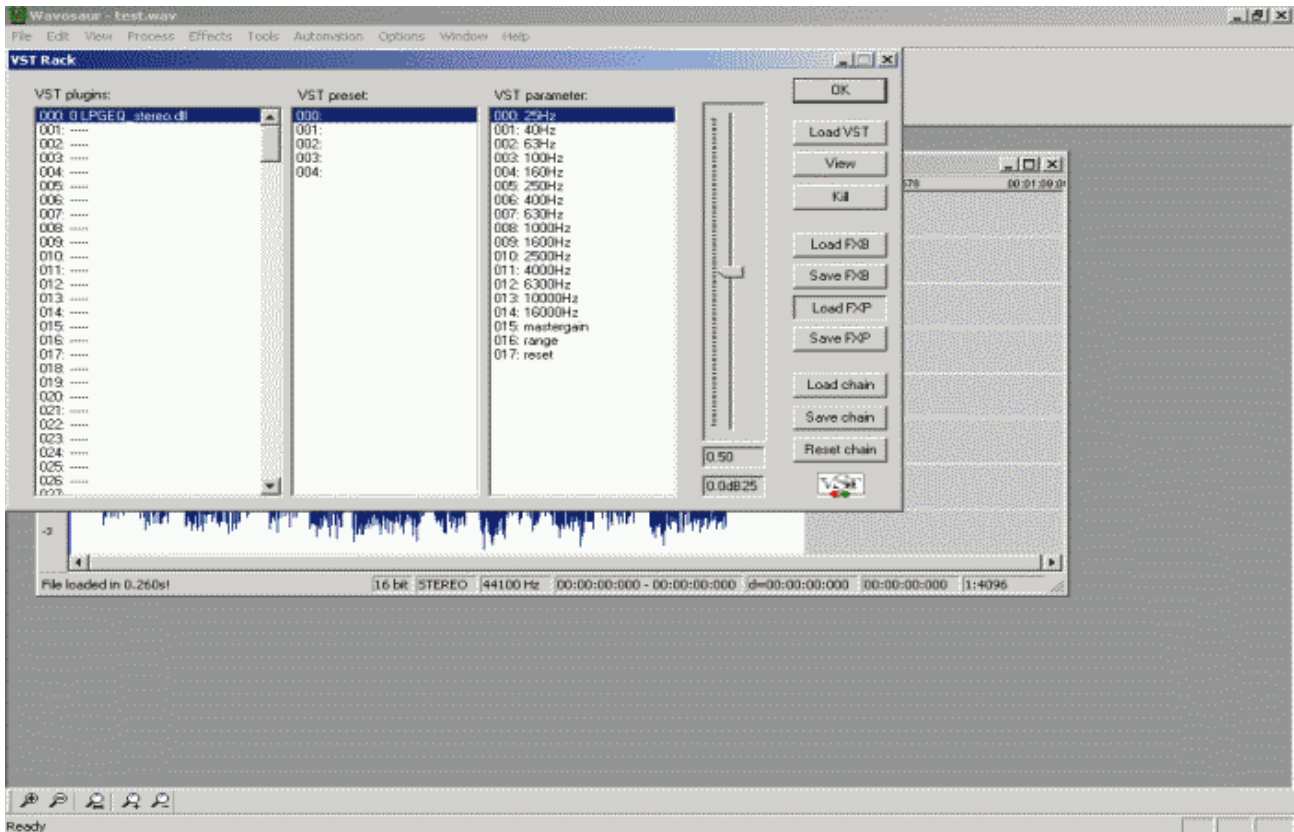 Wavosaur - test.wav
File Edit View Process Effects Tools Automation Options Window Help
VST Rack
VST plugins:
000: 0 LPGEQ_stereo.dll
001: -----
002: -----
003: -----
004: -----
005: -----
006: -----
007: -----
008: -----
009: -----
010: -----
011: -----
012: -----
013: -----
014: -----
015: -----
016: -----
017: -----
018: -----
019: -----
020: -----
021: -----
022: -----
023: -----
024: -----
025: -----
026: -----
027: -----
VST preset:
000:
001:
002:
003:
004:
VST parameter:
000: 25Hz
001: 40Hz
002: 63Hz
003: 100Hz
004: 160Hz
005: 250Hz
006: 400Hz
007: 630Hz
008: 1000Hz
009: 1600Hz
010: 2500Hz
011: 4000Hz
012: 6300Hz
013: 10000Hz
014: 16000Hz
015: mastergain
016: range
017: reset
0.50
0.0dB25
OK
Load VST
View
Kill
Load FXB
Save FXB
Load FXP
Save FXP
Load chain
Save chain
Reset chain
VST
578
-3
File loaded in 0.260s! 16 bit STEREO 44100 Hz 00:00:00:000 - 00:00:00:000 d=00:00:00:000 00:00:00:000 1:4096
Ready